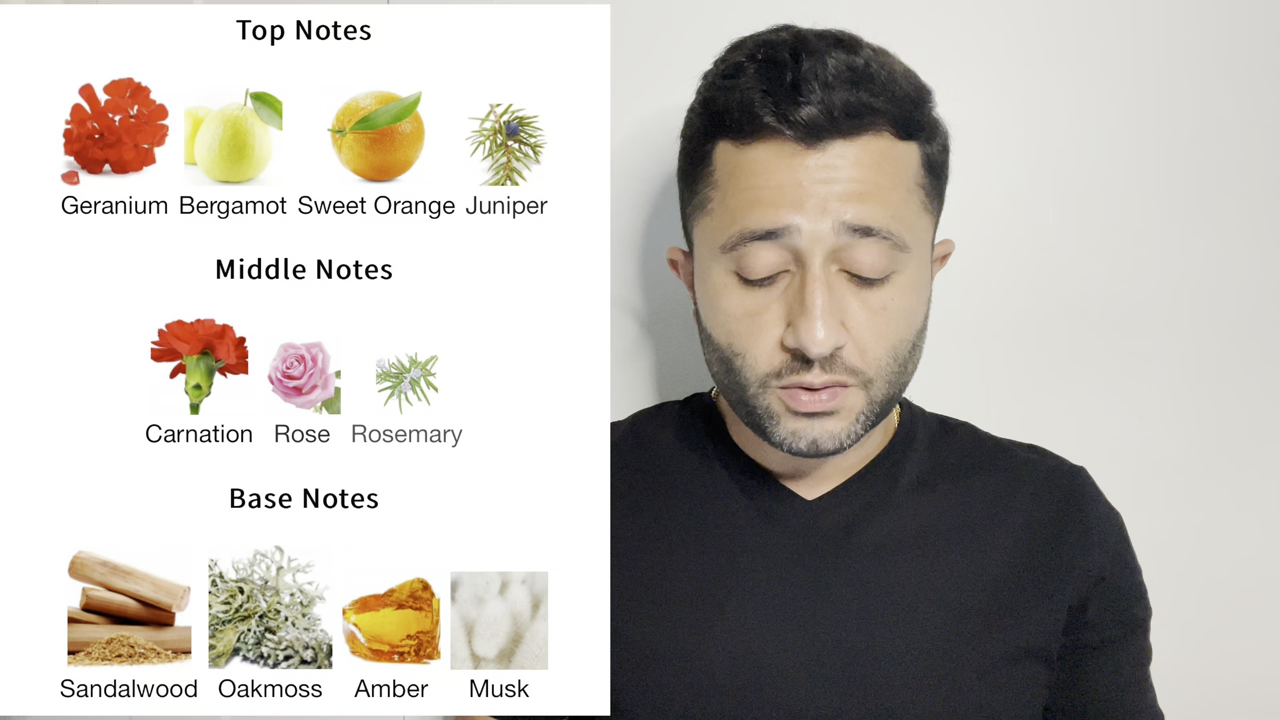 Top Notes
Geranium Bergamot Sweet Orange Juniper
Middle Notes
Carnation Rose Rosemary
Base Notes
Sandalwood Oakmoss Amber Musk